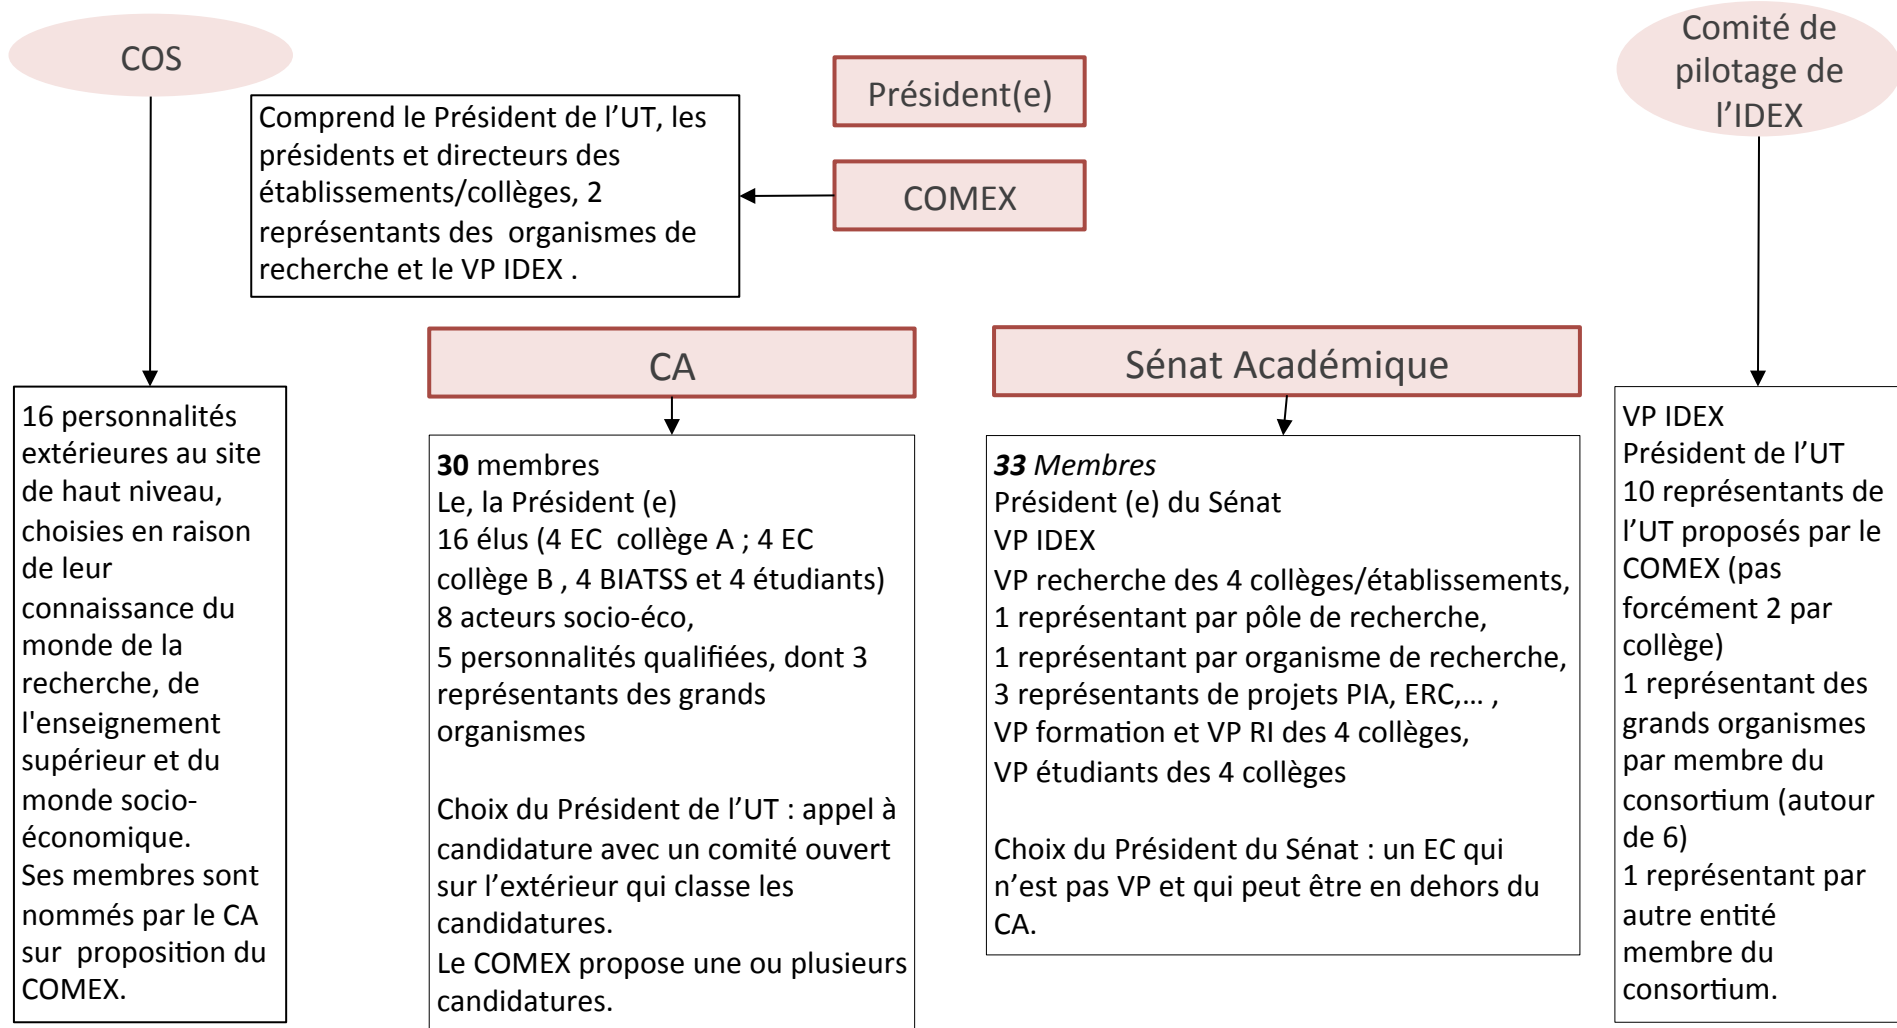 COS
Comprend le Président de l’UT, les
présidents et directeurs des
établissements/collèges, 2
représentants des  organismes de
recherche et le VP IDEX .
Président(e)
COMEX
Comité de
pilotage de
l’IDEX
CA
Sénat Académique
16 personnalités
extérieures au site
de haut niveau,
choisies en raison
de leur
connaissance du
monde de la
recherche, de
l'enseignement
supérieur et du
monde socio-
économique.
Ses membres sont
nommés par le CA
sur  proposition du
COMEX.
30 membres
Le, la Président (e)
16 élus (4 EC  collège A ; 4 EC
collège B , 4 BIATSS et 4 étudiants)
8 acteurs socio-éco,
5 personnalités qualifiées, dont 3
représentants des grands
organismes
Choix du Président de l’UT : appel à
candidature avec un comité ouvert
sur l’extérieur qui classe les
candidatures.
Le COMEX propose une ou plusieurs
candidatures.
33 Membres
Président (e) du Sénat
VP IDEX
VP recherche des 4 collèges/établissements,
1 représentant par pôle de recherche,
1 représentant par organisme de recherche,
3 représentants de projets PIA, ERC,… ,
VP formation et VP RI des 4 collèges,
VP étudiants des 4 collèges
Choix du Président du Sénat : un EC qui
n’est pas VP et qui peut être en dehors du
CA.
VP IDEX
Président de l’UT
10 représentants de
l’UT proposés par le
COMEX (pas
forcément 2 par
collège)
1 représentant des
grands organismes
par membre du
consortium (autour
de 6)
1 représentant par
autre entité
membre du
consortium.